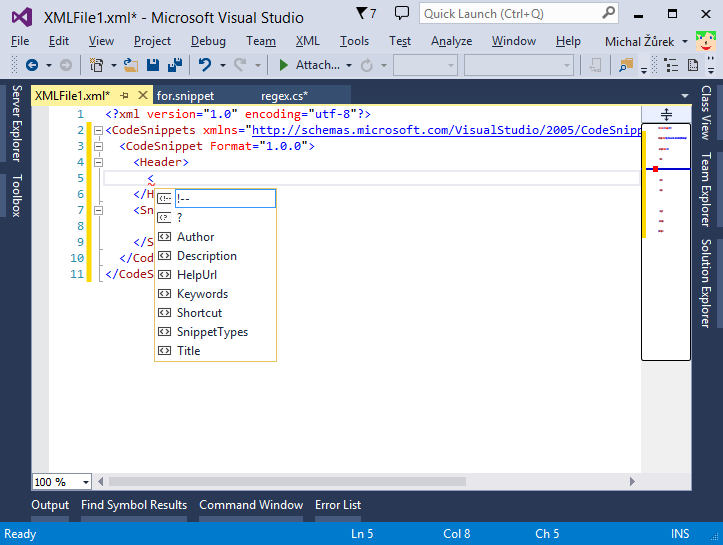 XMLFile1.xml* - Microsoft Visual Studio
7
Quick Launch (Ctrl+Q)
File Edit View Project Debug Team XML Tools Test Analyze Window Help Michal Žůrek
Attach...
Server Explorer
Toolbox
XMLFile1.xml* for.snippet regex.cs*
1 <?xml version="1.0" encoding="utf-8"?>
2 <CodeSnippets xmlns="http://schemas.microsoft.com/VisualStudio/2005/CodeSnipp
3 <CodeSnippet Format="1.0.0">
4 <Header>
5 <
6 </H
7 <Sn
8
9 </S
10 </Cod
11 </CodeS
!--
?
Author
Description
HelpUrl
Keywords
Shortcut
SnippetTypes
Title
Class View
Team Explorer
Solution Explorer
100 %
Output Find Symbol Results Command Window Error List
Ready Ln 5 Col 8 Ch 5 INS